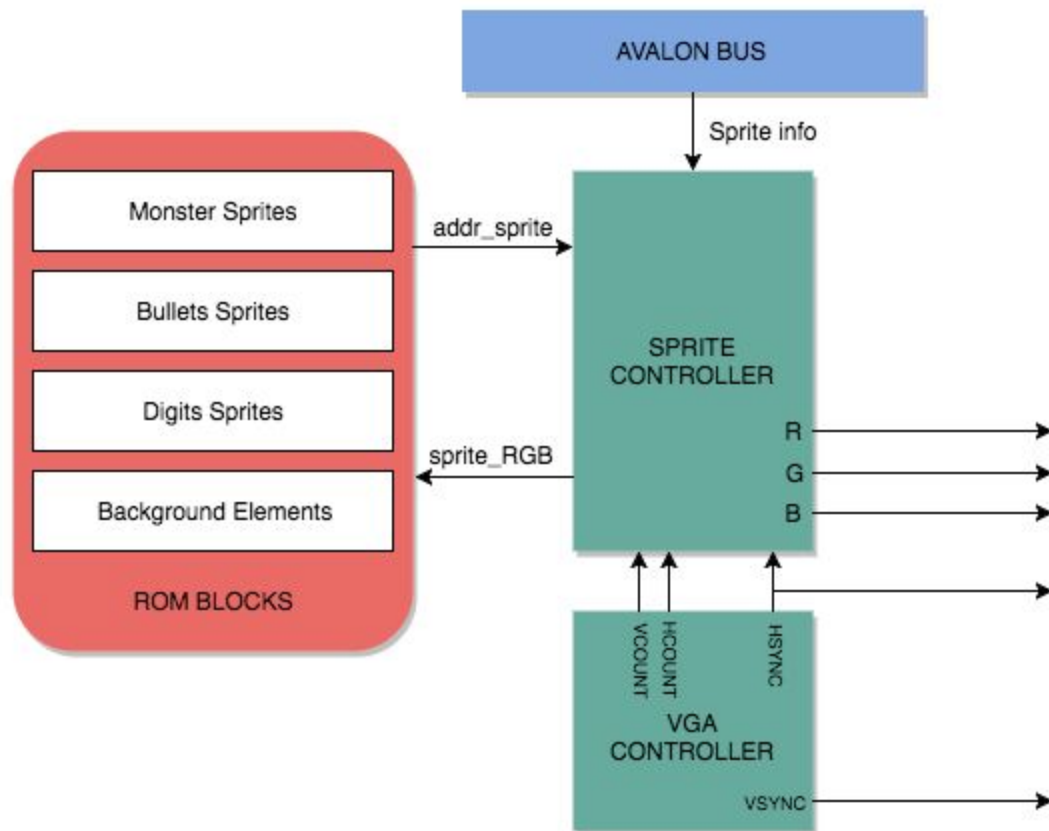 AVALON BUS
Sprite info
Monster Sprites
addr_sprite
Bullets Sprites
SPRITE
CONTROLLER
Digits Sprites
R
sprite_RGB
G
Background Elements
B
ROM BLOCKS
VCOUNT
HCOUNT
HSYNC
VGA
CONTROLLER
VSYNC